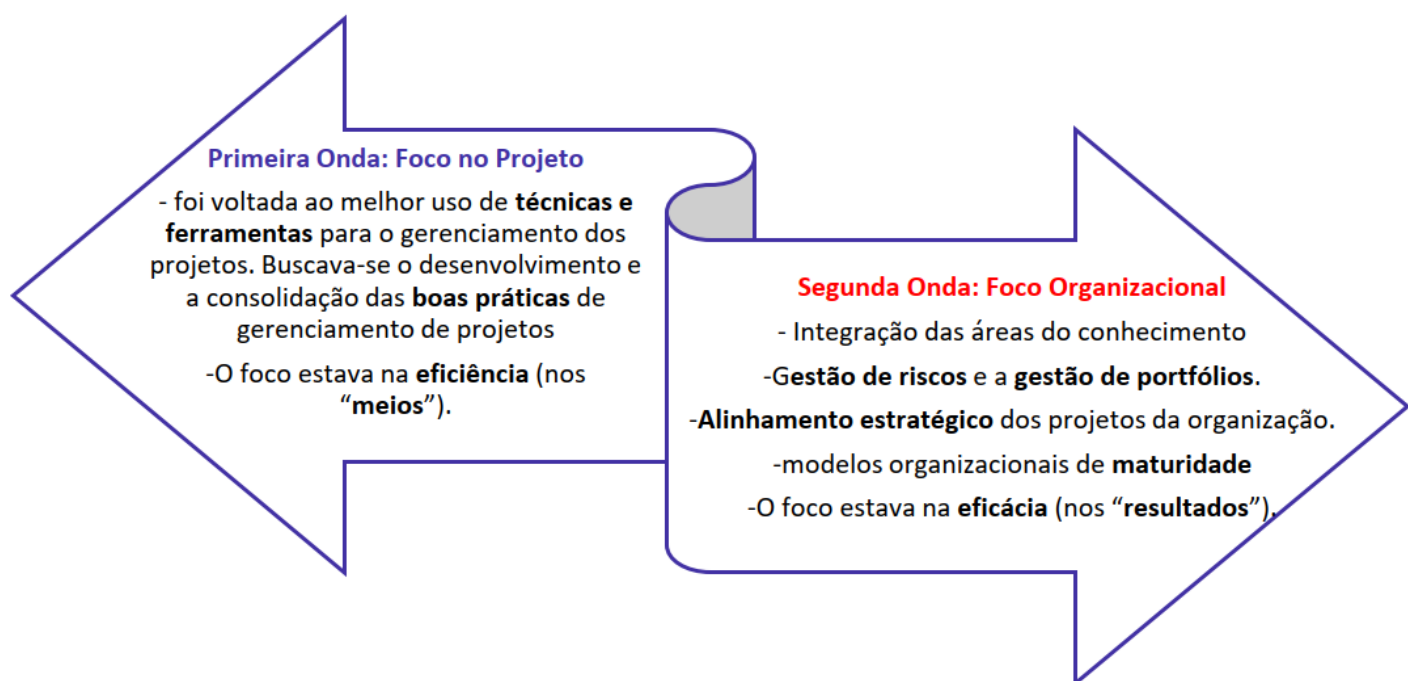 Primeira Onda: Foco no Projeto
- foi voltada ao melhor uso de técnicas e
ferramentas para o gerenciamento dos
projetos. Buscava-se o desenvolvimento e
a consolidação das boas práticas de
gerenciamento de projetos
-O foco estava na eficiência (nos
“meios”).
Segunda Onda: Foco Organizacional
- Integração das áreas do conhecimento
-Gestão de riscos e a gestão de portfólios.
-Alinhamento estratégico dos projetos da organização.
-modelos organizacionais de maturidade
-O foco estava na eficácia (nos “resultados”).